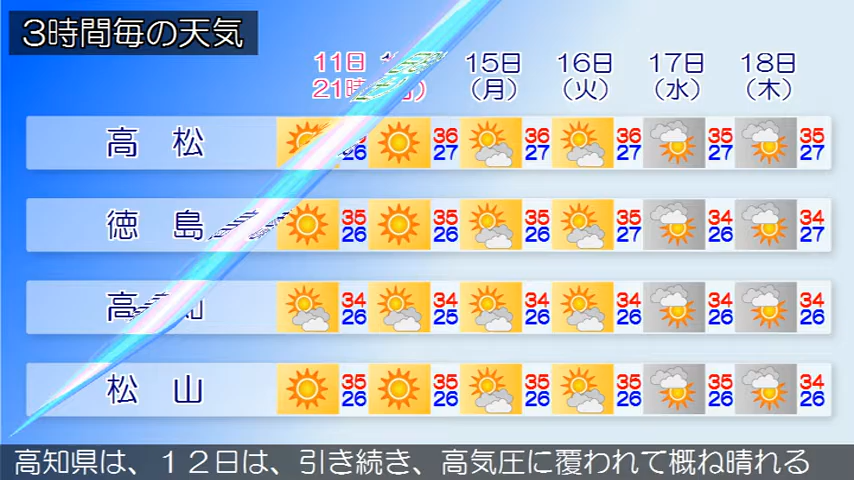 3時間毎の天気
11日 15日 16日 17日 18日
21時 (月) (火) (水) (木)
高松 26 36 27 36 27 36 27 35 27 35 27
徳島 35 26 35 26 35 26 35 27 34 26 34 27
高知 34 26 34 25 34 26 34 26 34 26 34 26
松山 35 26 35 26 35 26 35 26 35 26 34 26
高知県は、１２日は、引き続き、高気圧に覆われて概ね晴れる